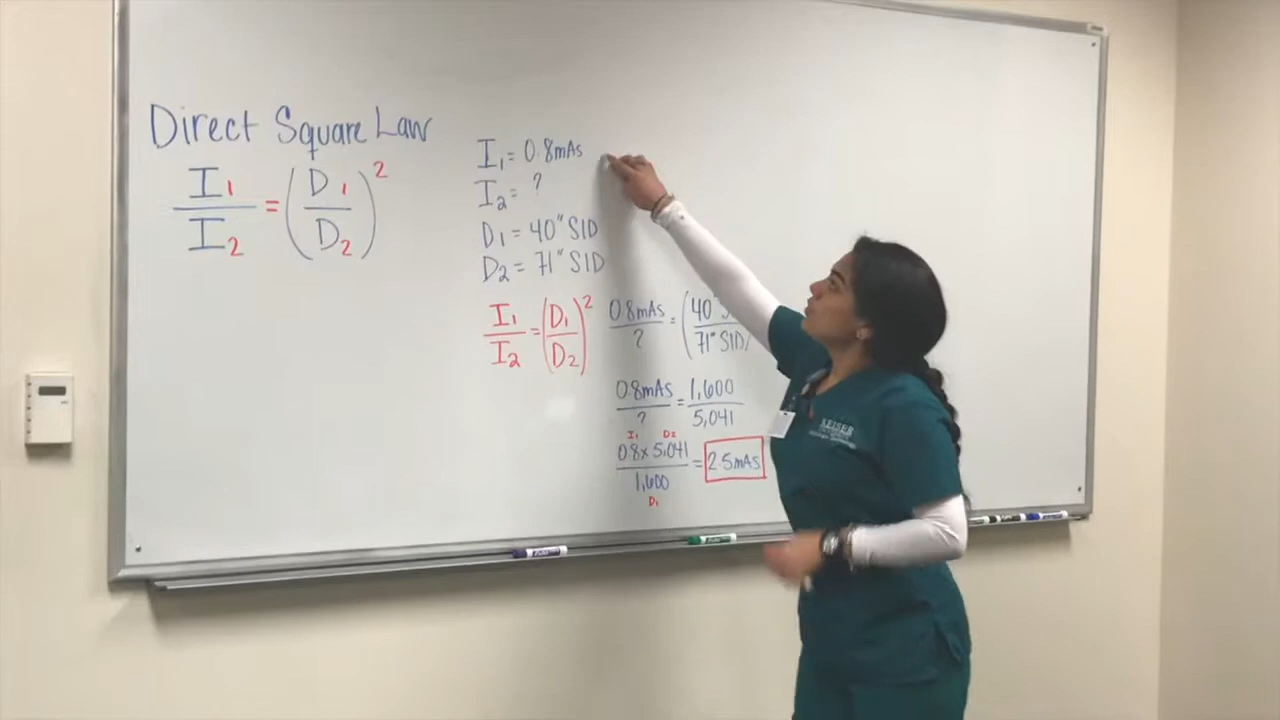 Direct Square Law
I1 / I2 = (D1 / D2)²
I1 = 0.8mAs
I2 = ?
D1 = 40" SID
D2 = 71" SID
I1 / I2 = (D1 / D2)²
0.8mAs / ? = (40" / 71" SID)
0.8mAs / ? = 1,600 / 5,041
I1 D2
0.8 x 5,041 / 1,600 = 2.5mAs
D1
KEISER